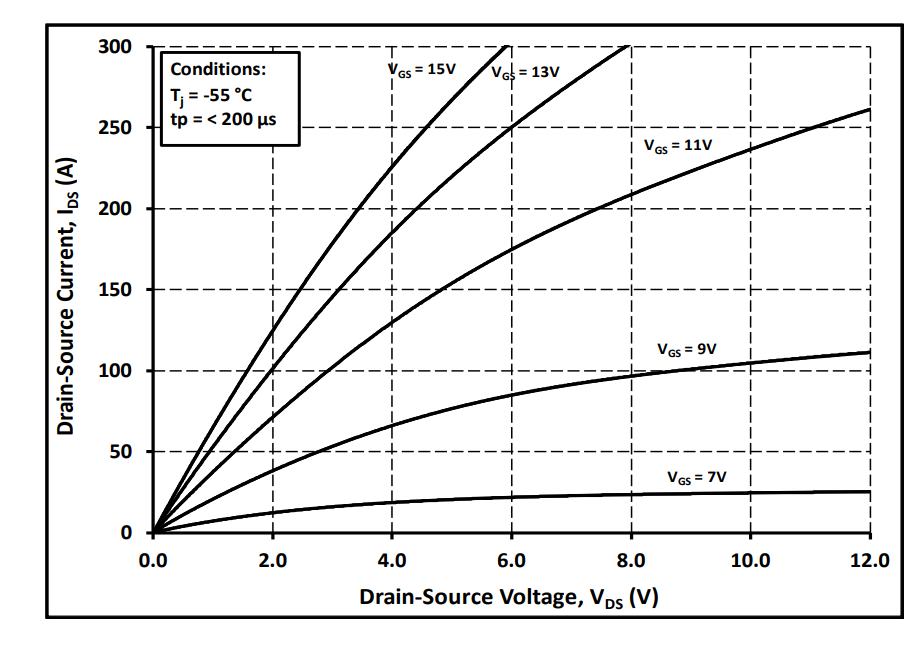 300
250
200
150
100
50
0
Drain-Source Current, IDS (A)
Conditions:
Tj = -55 °C
tp = < 200 µs
VGS = 15V
VGS = 13V
VGS = 11V
VGS = 9V
VGS = 7V
0.0 2.0 4.0 6.0 8.0 10.0 12.0
Drain-Source Voltage, VDS (V)